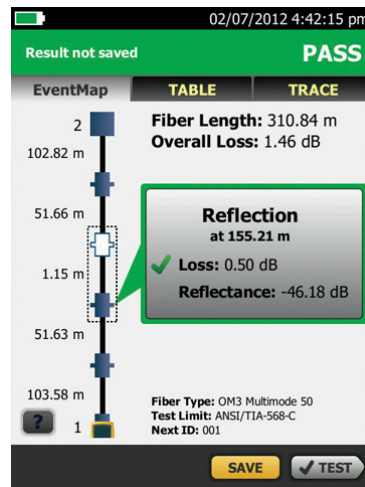 02/07/2012 4:42:15 pm
Result not saved
PASS
EventMap
TABLE
TRACE
2
Fiber Length: 310.84 m
Overall Loss: 1.46 dB
102.82 m
51.66 m
Reflection
at 155.21 m
Loss: 0.50 dB
Reflectance: -46.18 dB
1.15 m
51.63 m
103.58 m
Fiber Type: OM3 Multimode 50
Test Limit: ANSI/TIA-568-C
Next ID: 001
?
1
SAVE
TEST